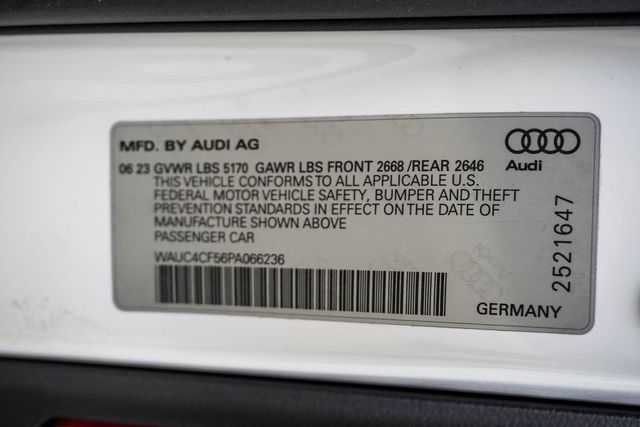 MFD. BY AUDI AG
06 23 GVWR LBS 5170 GAWR LBS FRONT 2668 /REAR 2646
THIS VEHICLE CONFORMS TO ALL APPLICABLE U.S.
FEDERAL MOTOR VEHICLE SAFETY, BUMPER AND THEFT
PREVENTION STANDARDS IN EFFECT ON THE DATE OF
MANUFACTURE SHOWN ABOVE
PASSENGER CAR
WAUC4CF56PA066236
Audi
2521647
GERMANY